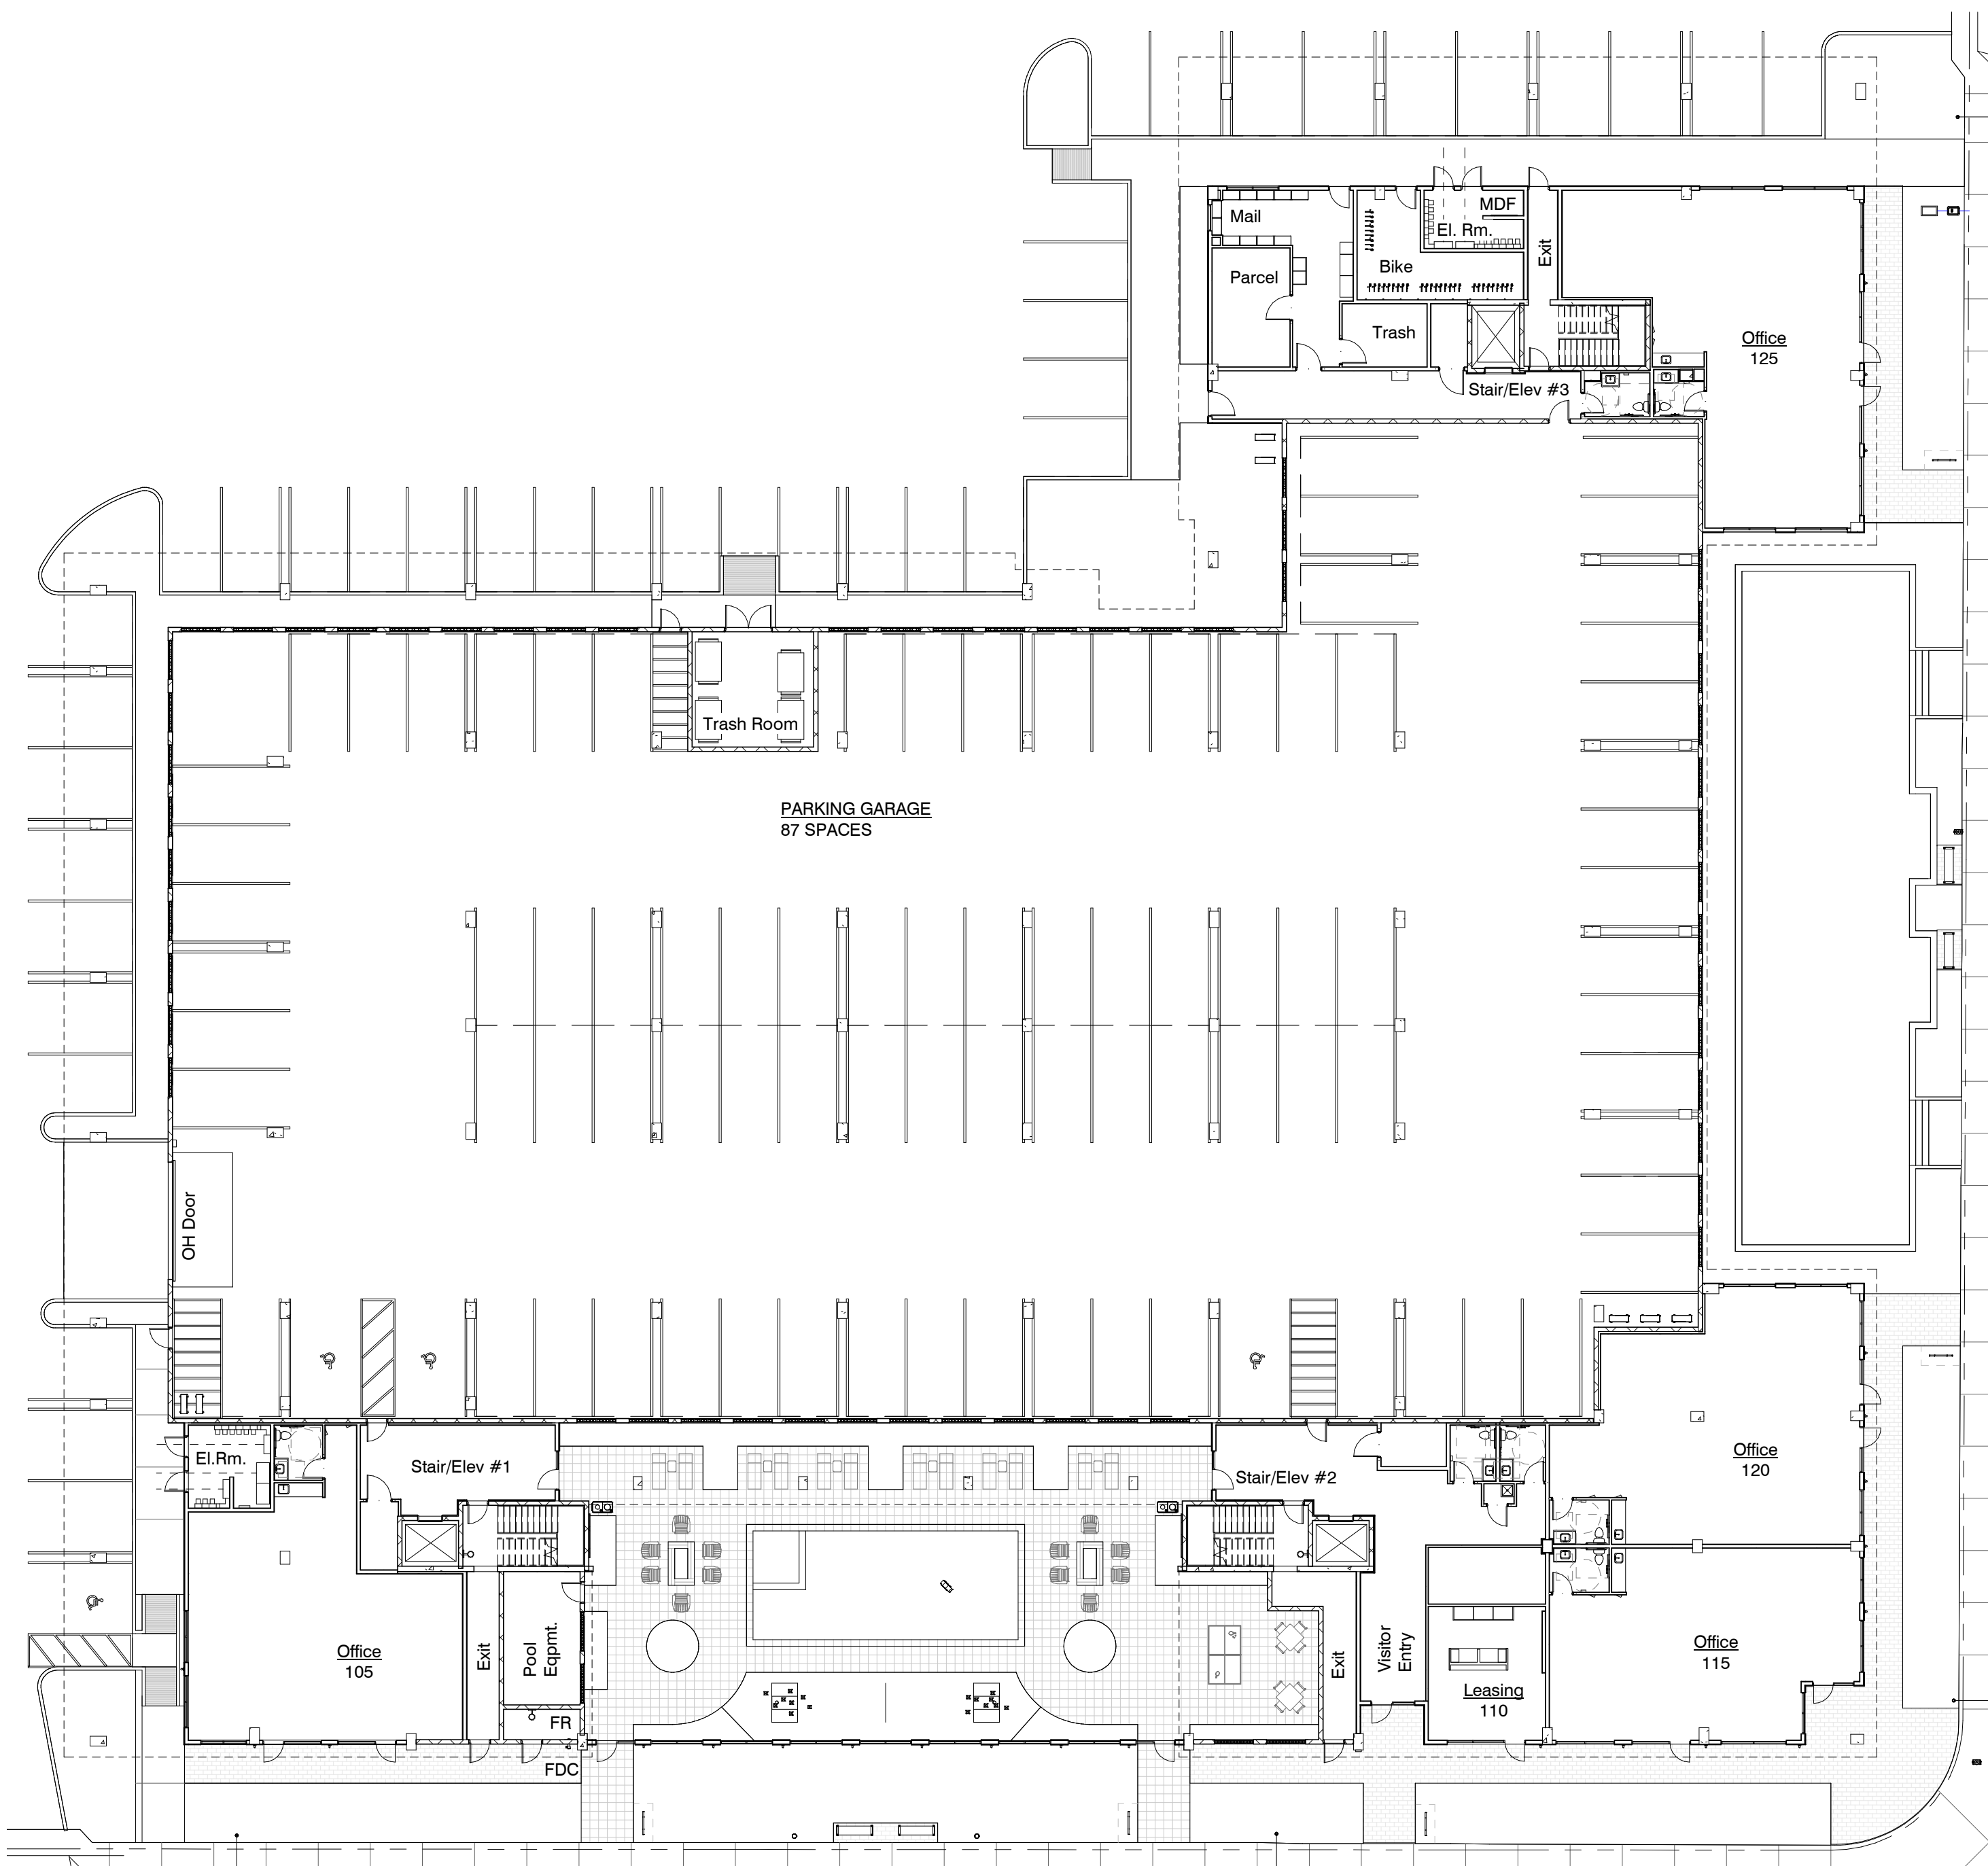 MDF
Mail
El. Rm.
Exit
Bike
Parcel
Trash
Office
125
Stair/Elev #3
Trash Room
PARKING GARAGE
87 SPACES
OH Door
El.Rm.
Stair/Elev #1
Stair/Elev #2
Office
120
Office
105
Exit
Pool
Eqpmt.
Exit
Visitor
Entry
Office
115
Leasing
110
FR
FDC